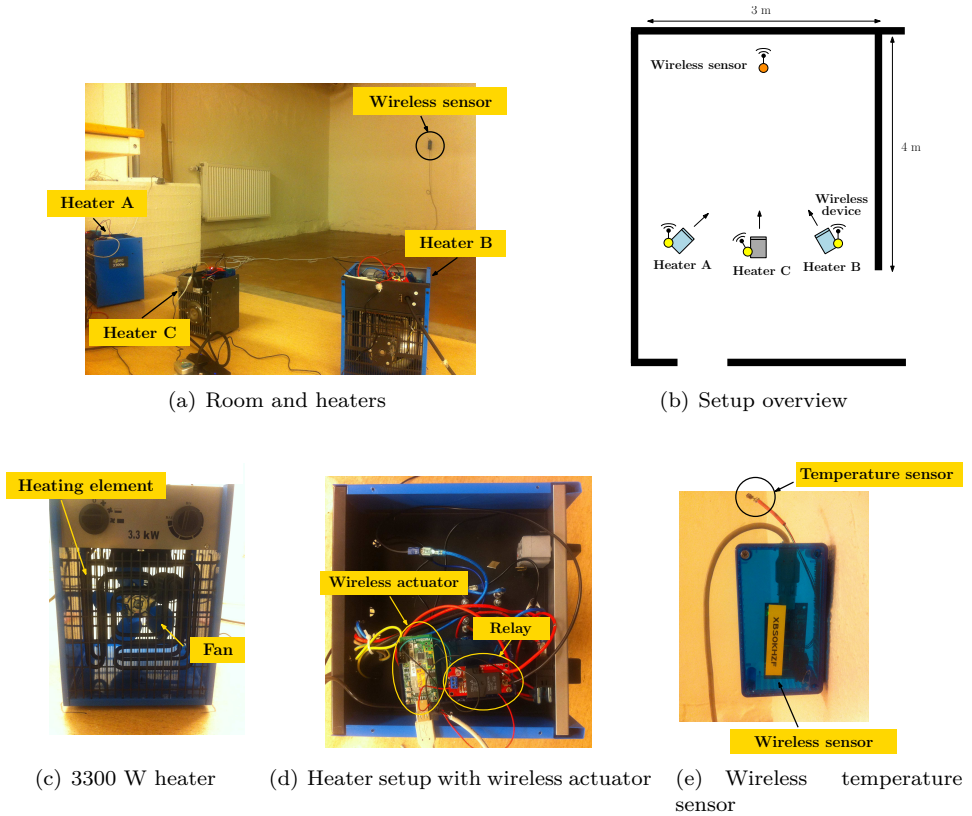 3 m
Wireless sensor
Wireless sensor
4 m
Heater A
Heater B
Heater C
Wireless
device
Heater A
Heater C
Heater B
(a) Room and heaters
(b) Setup overview
Heating element
3.3 kW
Fan
Wireless actuator
Relay
Temperature sensor
XBS0KHZF
Wireless sensor
(c) 3300 W heater
(d) Heater setup with wireless actuator
(e) Wireless temperature
sensor